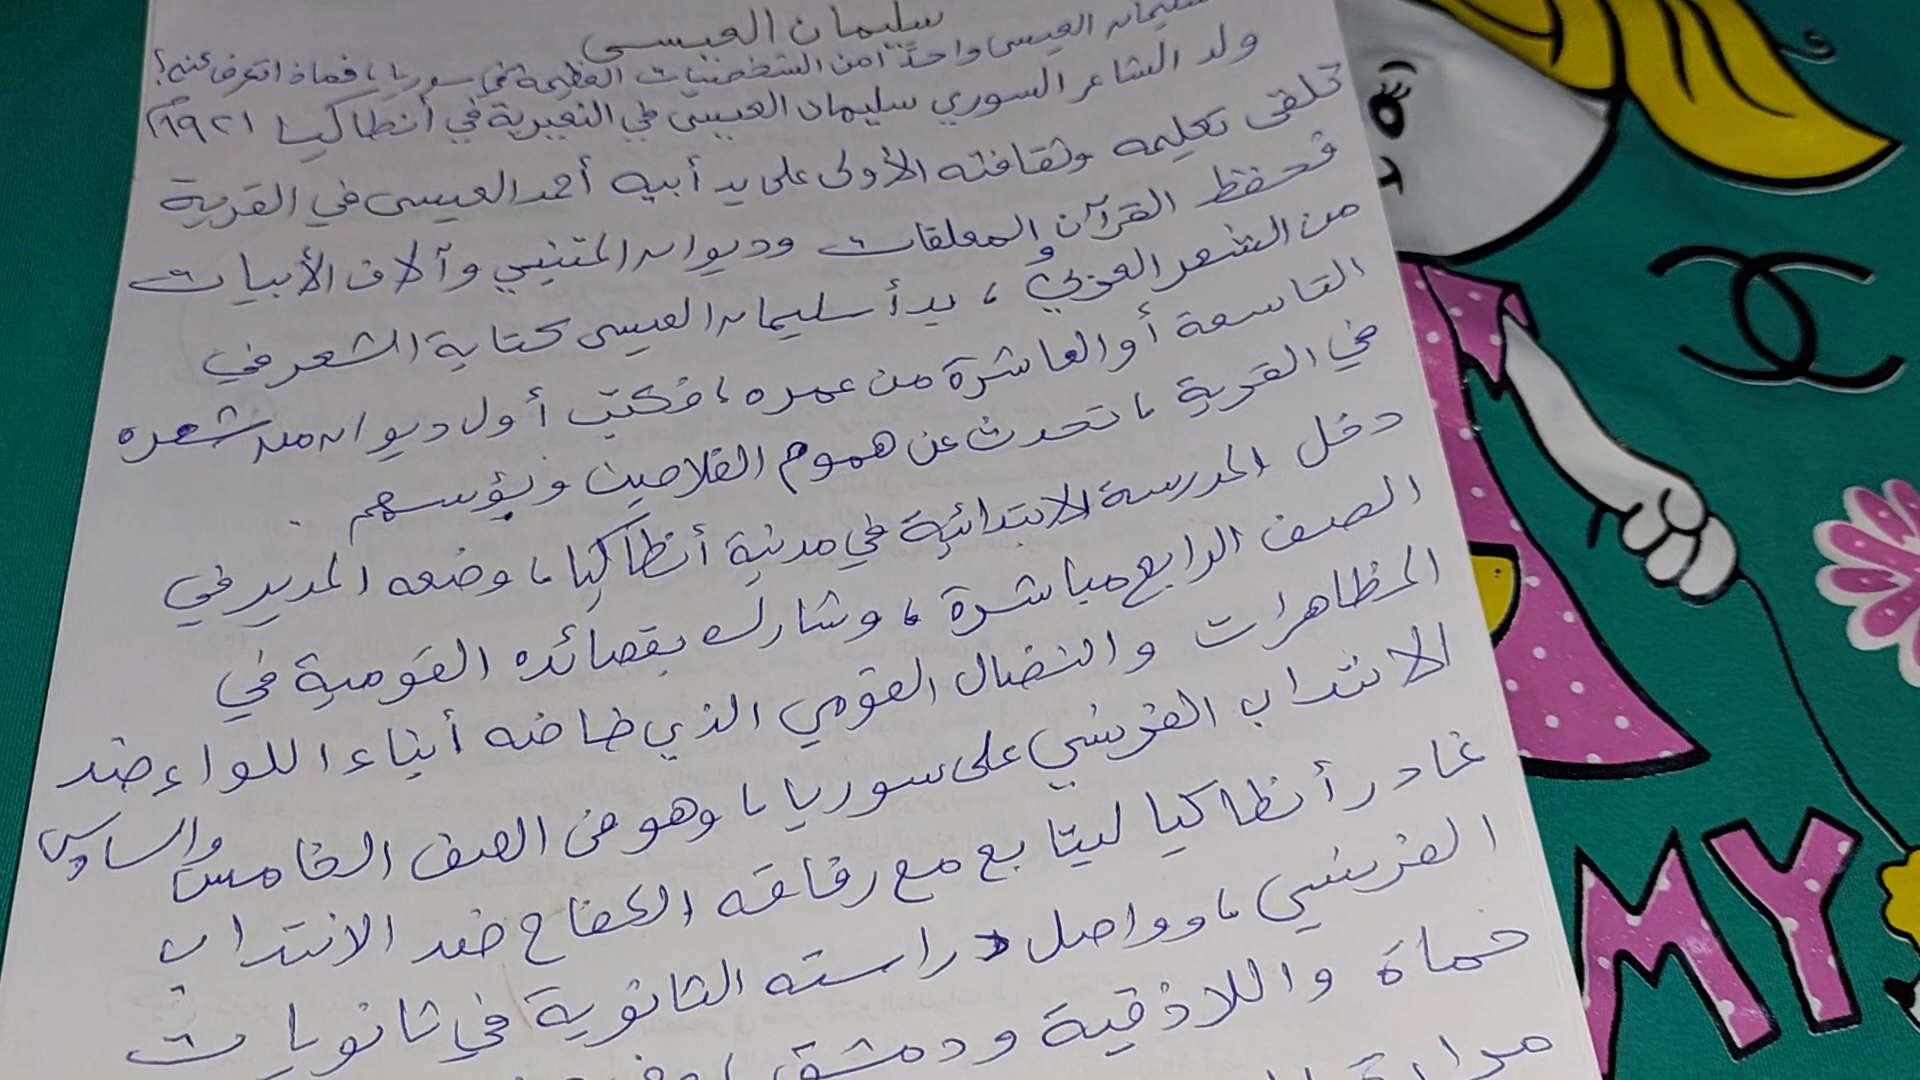 سليمان العيسى
سليمان العيسى واحدًا من الشخصيات العظيمة في سوريا، فماذا تعرف عنه؟
ولد الشاعر السوري سليمان العيسى في النعيرية في أنطاكيا ١٩٢١م
تلقى تعليمه وثقافته الأولى على يد أبيه أحمد العيسى في القرية
فحفظ القرآن والمعلقات وديوان المتنبي وآلاف الأبيات
من الشعر العربي، بدأ سليمان العيسى كتابة الشعر في
التاسعة أو العاشرة من عمره، فكتب أول ديوان من شعره
في القرية، تحدث عن هموم الفلاحين وبؤسهم.
دخل المدرسة الابتدائية في مدينة أنطاكيا، وضعه المدير في
الصف الرابع مباشرة، وشارك بقصائده القومية في
المظاهرات والنضال القومي الذي خاضه أبناء اللواء ضد
الانتداب الفرنسي على سوريا، وهو في الصف الخامس والسادس
غادر أنطاكيا ليتابع مع رفاقه الكفاح ضد الانتداب
الفرنسي، وواصل دراسته الثانوية في ثانويات
حماة واللاذقية ودمشق
MY